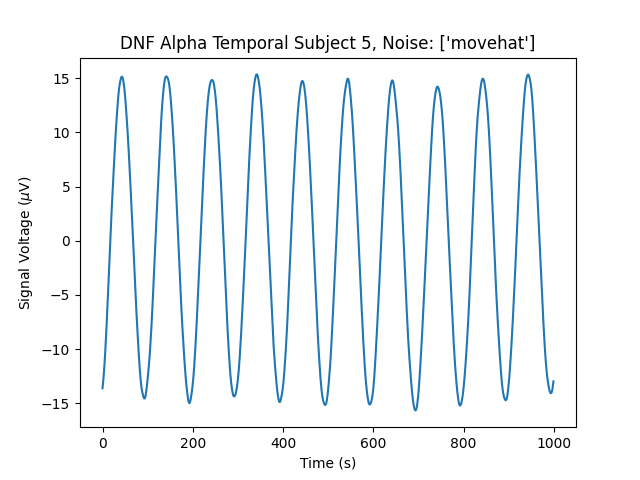 DNF Alpha Temporal Subject 5, Noise: ['movehat']
15
10
5
0
−5
−10
−15
Signal Voltage (μV)
0 200 400 600 800 1000
Time (s)